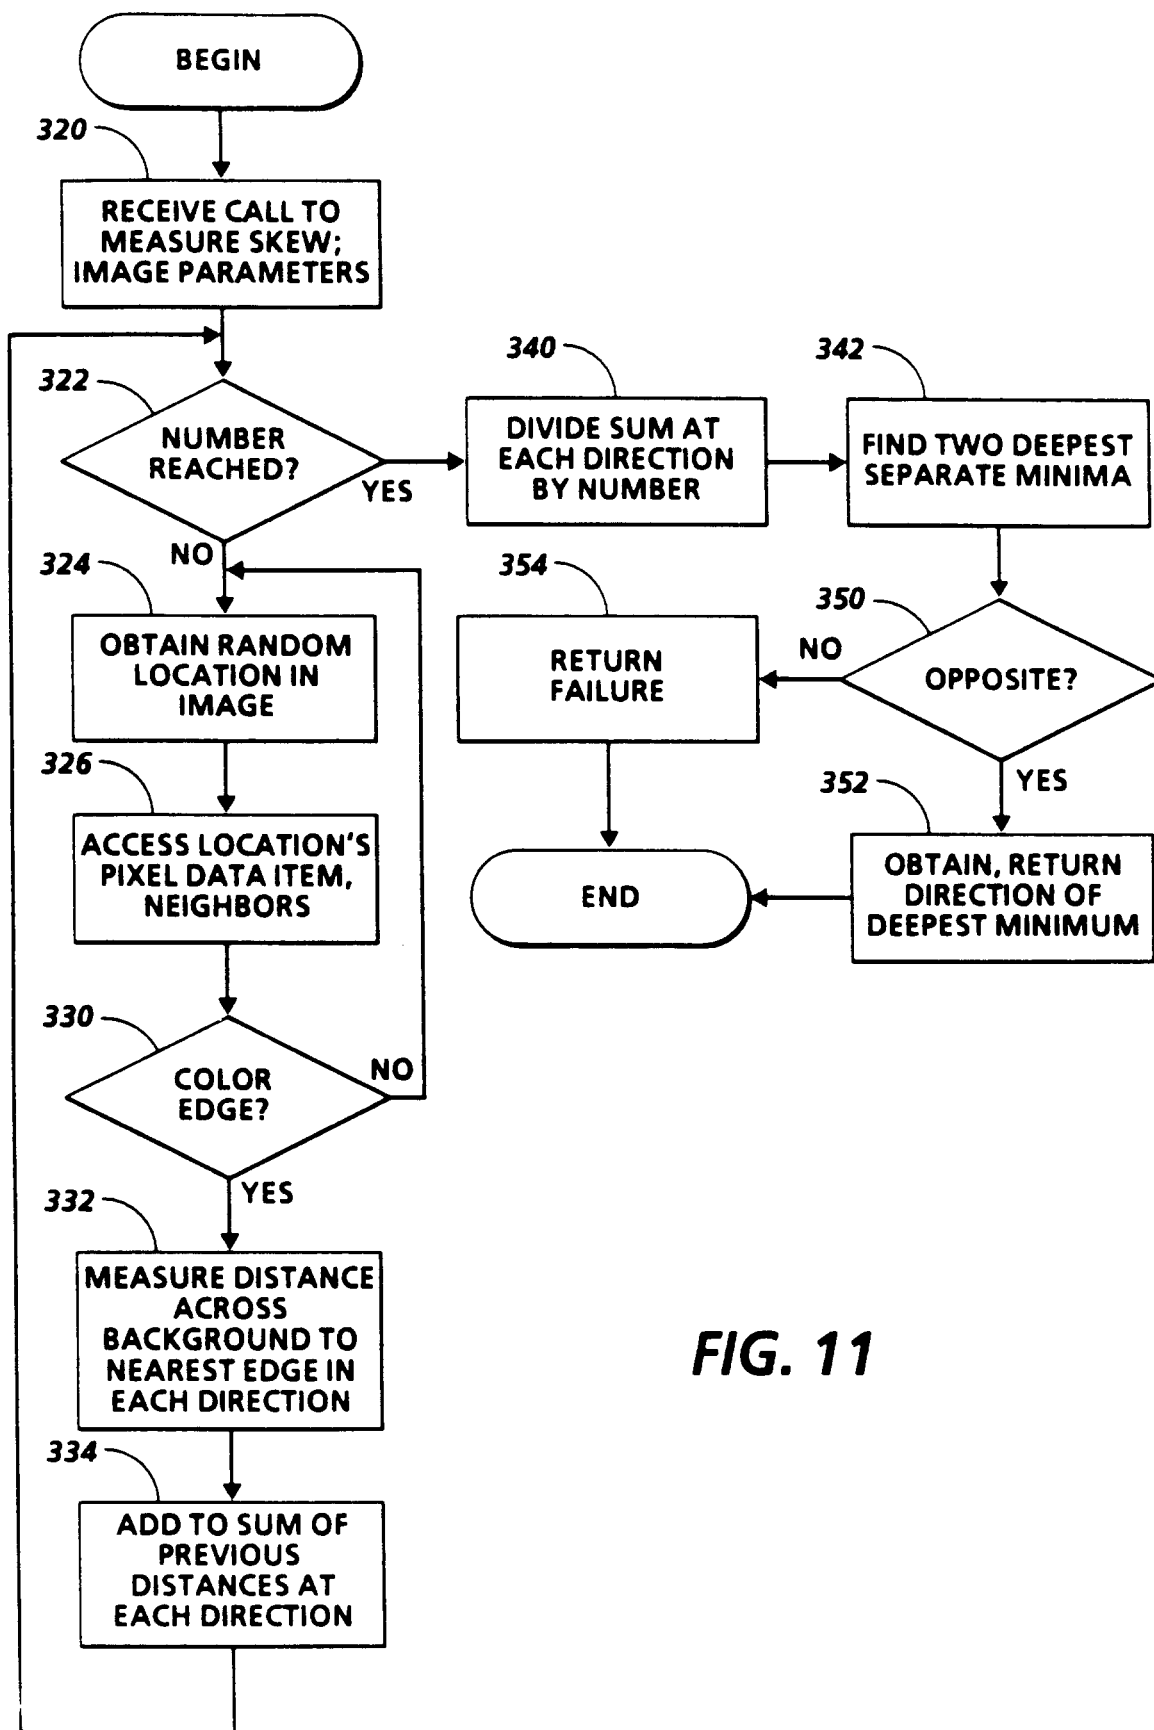 BEGIN
320
RECEIVE CALL TO
MEASURE SKEW;
IMAGE PARAMETERS
322
NUMBER
REACHED?
YES
NO
340
DIVIDE SUM AT
EACH DIRECTION
BY NUMBER
342
FIND TWO DEEPEST
SEPARATE MINIMA
324
OBTAIN RANDOM
LOCATION IN
IMAGE
326
ACCESS LOCATION'S
PIXEL DATA ITEM,
NEIGHBORS
330
COLOR
EDGE?
NO
YES
332
MEASURE DISTANCE
ACROSS
BACKGROUND TO
NEAREST EDGE IN
EACH DIRECTION
334
ADD TO SUM OF
PREVIOUS
DISTANCES AT
EACH DIRECTION
350
OPPOSITE?
NO
YES
354
RETURN
FAILURE
352
OBTAIN, RETURN
DIRECTION OF
DEEPEST MINIMUM
END
FIG. 11